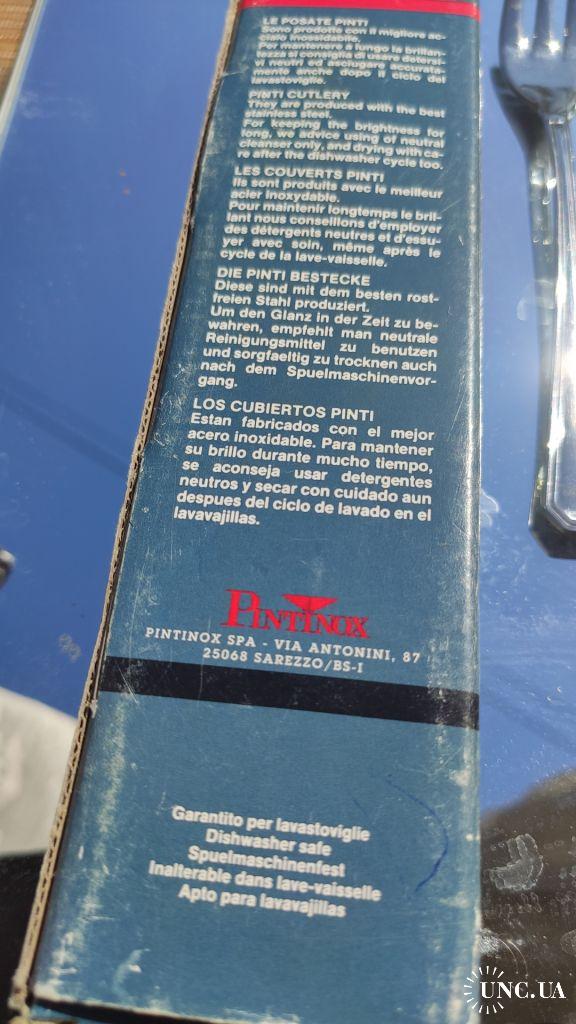 LE POSATE PINTI
Sono prodotte con il migliore ac-
ciaio inossidabile.
Per mantenere a lungo la brillan-
tezza si consiglia di usare detersi-
vi neutri ed asciugare accurata-
mente anche dopo il ciclo del
lavastoviglie.
PINTI CUTLERY
They are produced with the best
stainless steel.
For keeping the brightness for
long, we advice using of neutral
cleanser only, and drying with ca-
re after the dishwasher cycle too.
LES COUVERTS PINTI
Ils sont produits avec le meilleur
acier inoxydable.
Pour maintenir longtemps le bril-
lant nous conseillons d'employer
des détergents neutres et d'essu-
yer avec soin, même après le
cycle de la lave-vaisselle.
DIE PINTI BESTECKE
Diese sind mit dem besten rost-
freien Stahl produziert.
Um den Glanz in der Zeit zu be-
wahren, empfehlt man neutrale
Reinigungsmittel zu benutzen
und sorgfaeltig zu trocknen auch
nach dem Spuelmaschinenvor-
gang.
LOS CUBIERTOS PINTI
Estan fabricados con el mejor
acero inoxidable. Para mantener
su brillo durante mucho tiempo,
se aconseja usar detergentes
neutros y secar con cuidado aun
despues del ciclo de lavado en el
lavavajillas.
PINTINOX
PINTINOX SPA - VIA ANTONINI, 87
25068 SAREZZO/BS-I
Garantito per lavastoviglie
Dishwasher safe
Spuelmaschinenfest
Inalterable dans lave-vaisselle
Apto para lavavajillas
UNC.UA